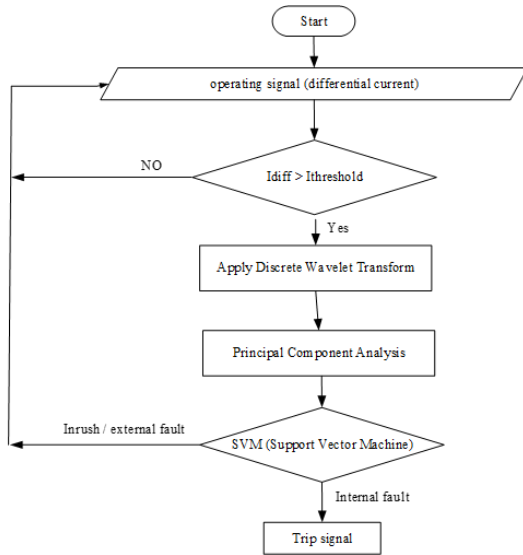 Start
operating signal (differential current)
NO
Idiff > Ithreshold
Yes
Apply Discrete Wavelet Transform
Principal Component Analysis
Inrush / external fault
SVM (Support Vector Machine)
Internal fault
Trip signal